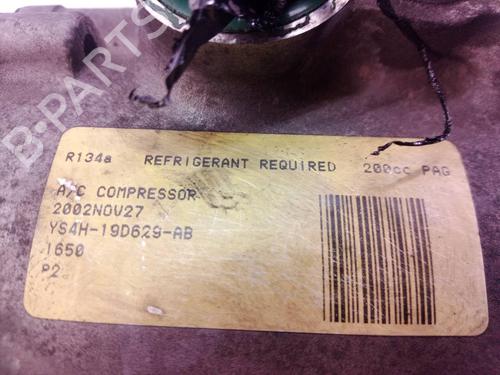 B-PARTS
R134a REFRIGERANT REQUIRED 200cc PAG
A/C COMPRESSOR
2002NOV27
YS4H-19D629-AB
1650
P2